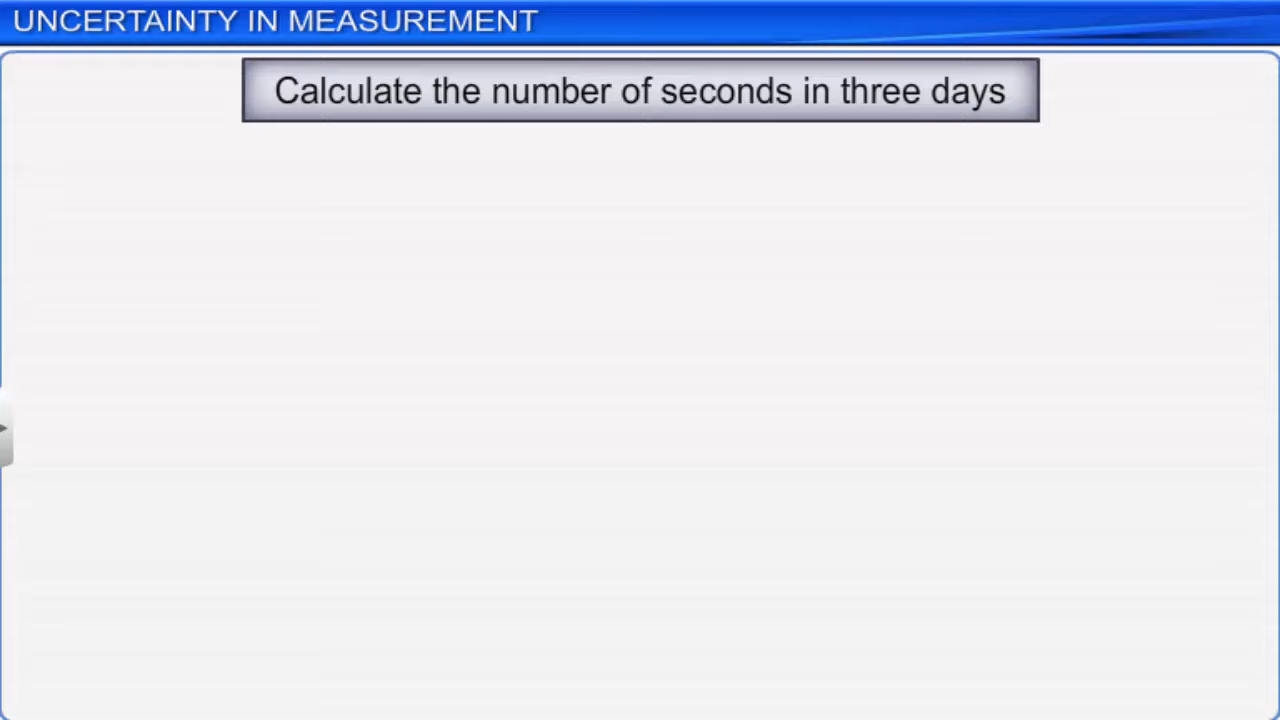 UNCERTAINTY IN MEASUREMENT
Calculate the number of seconds in three days